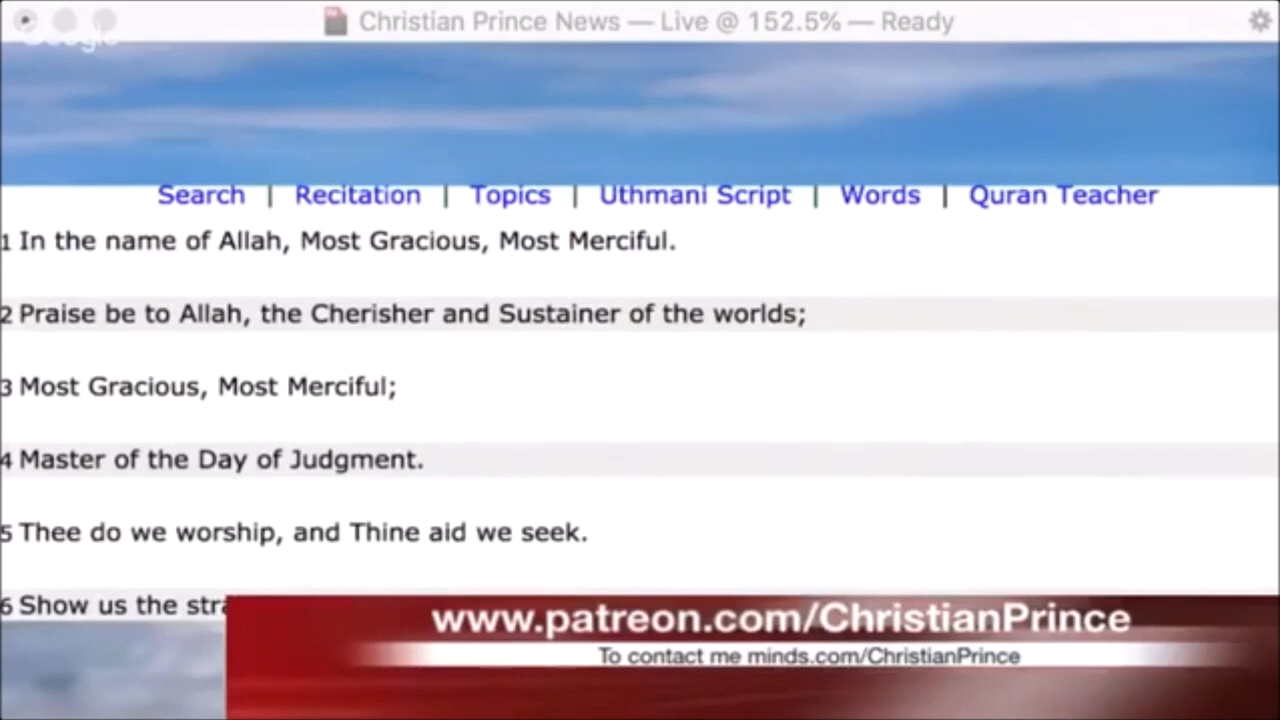 Christian Prince News — Live @ 152.5% — Ready
Google
Search | Recitation | Topics | Uthmani Script | Words | Quran Teacher
1 In the name of Allah, Most Gracious, Most Merciful.
2 Praise be to Allah, the Cherisher and Sustainer of the worlds;
3 Most Gracious, Most Merciful;
4 Master of the Day of Judgment.
5 Thee do we worship, and Thine aid we seek.
6 Show us the
www.patreon.com/ChristianPrince
To contact me minds.com/ChristianPrince